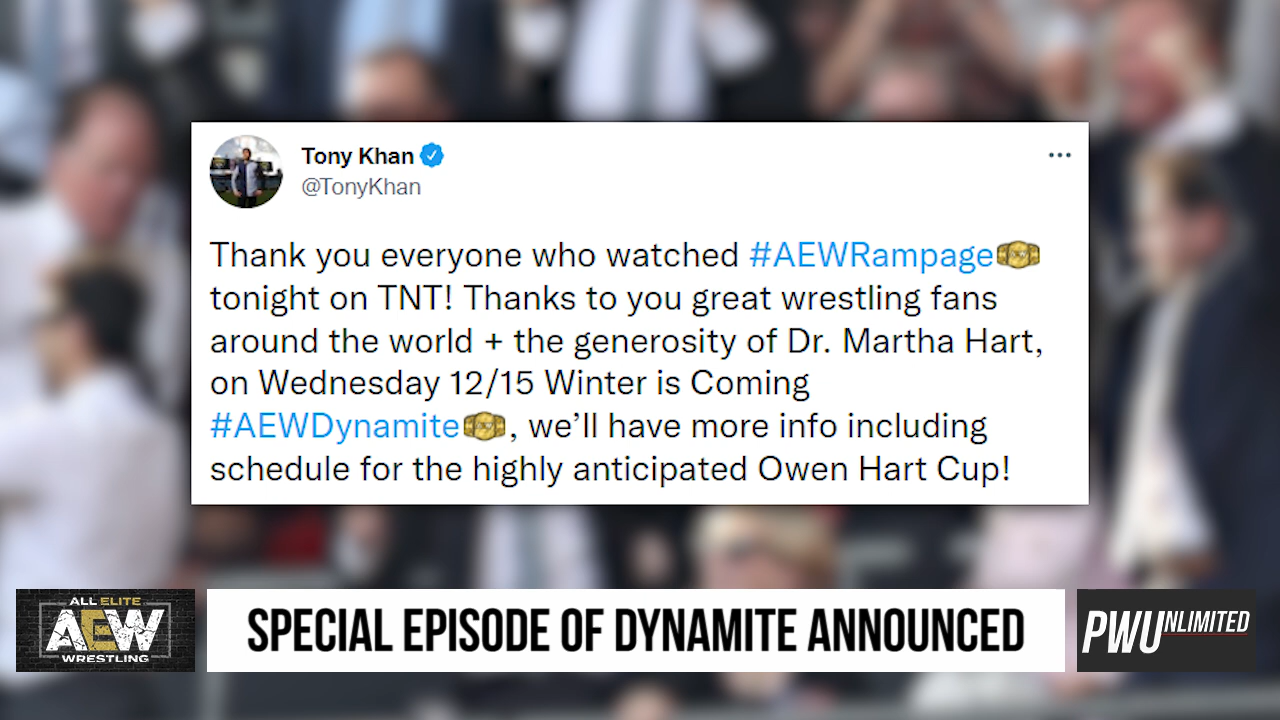 Tony Khan
@TonyKhan
Thank you everyone who watched #AEWRampage
tonight on TNT! Thanks to you great wrestling fans
around the world + the generosity of Dr. Martha Hart,
on Wednesday 12/15 Winter is Coming
#AEWDynamite, we’ll have more info including
schedule for the highly anticipated Owen Hart Cup!
ALL ELITE
AEW
WRESTLING
SPECIAL EPISODE OF DYNAMITE ANNOUNCED
PWUNLIMITED